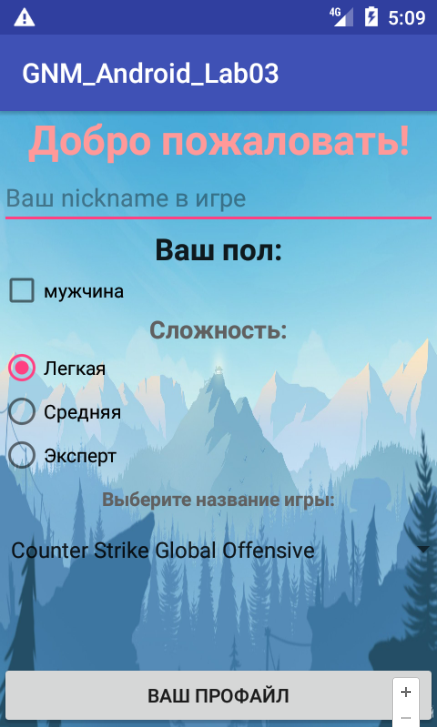 4G 5:09
GNM_Android_Lab03
Добро пожаловать!
Ваш nickname в игре
Ваш пол:
мужчина
Сложность:
Легкая
Средняя
Эксперт
Выберите название игры:
Counter Strike Global Offensive
ВАШ ПРОФИЛЬ